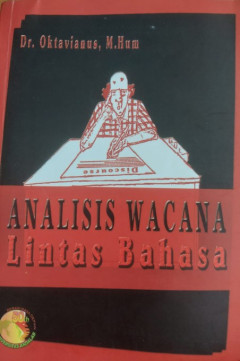 Dr. Oktavianus, M.Hum
Discourse
ANALISIS WACANA
Lintas Bahasa